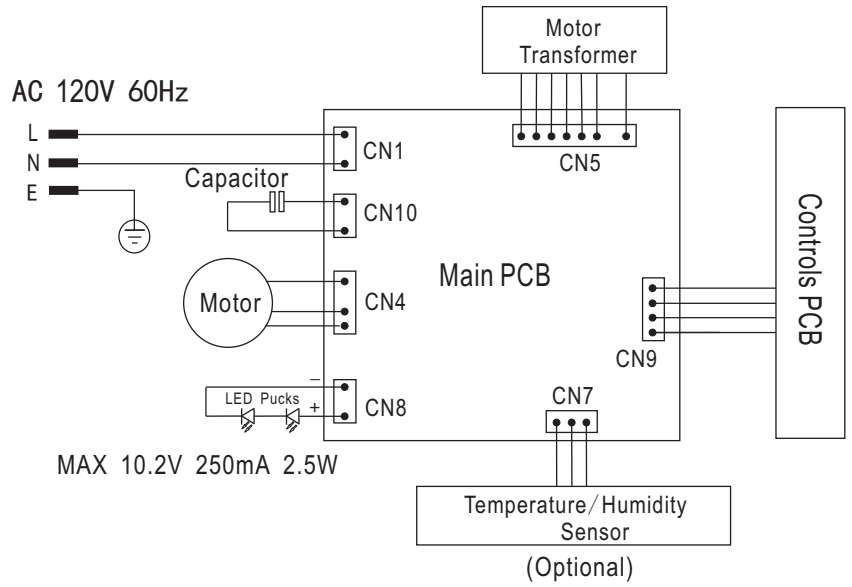 Motor
Transformer
AC 120V 60Hz
L
N
E
CN1
CN5
Capacitor
CN10
Controls PCB
Main PCB
Motor
CN4
CN9
−
LED Pucks
+
CN8
CN7
MAX 10.2V 250mA 2.5W
Temperature/Humidity
Sensor
(Optional)